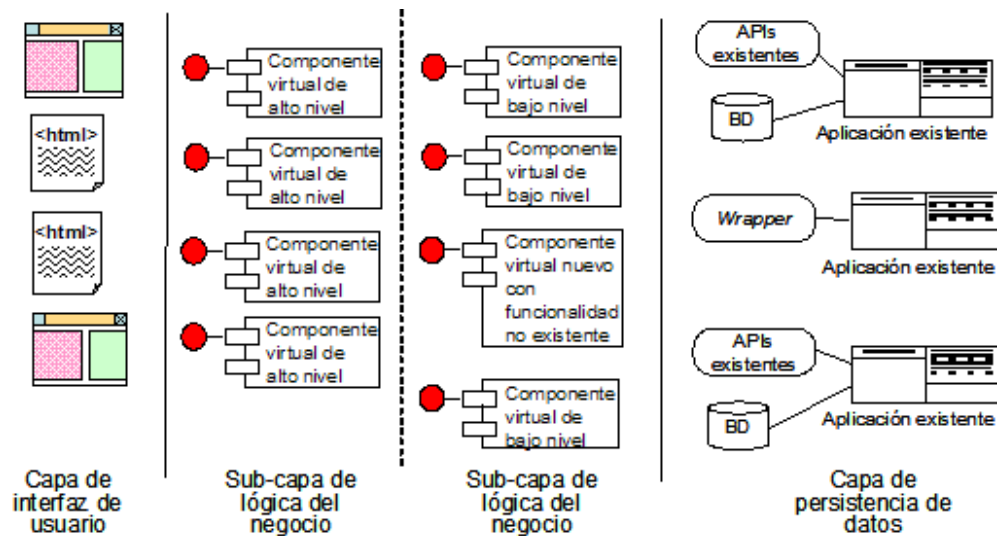 <html>
<html>
Capa de
interfaz de
usuario
Componente
virtual de
alto nivel
Componente
virtual de
alto nivel
Componente
virtual de
alto nivel
Componente
virtual de
alto nivel
Sub-capa de
lógica del
negocio
Componente
virtual de
bajo nivel
Componente
virtual de
bajo nivel
Componente
virtual nuevo
con
funcionalidad
no existente
Componente
virtual de
bajo nivel
Sub-capa de
lógica del
negocio
APIs
existentes
BD
Aplicación existente
Wrapper
Aplicación existente
APIs
existentes
BD
Aplicación existente
Capa de
persistencia de
datos